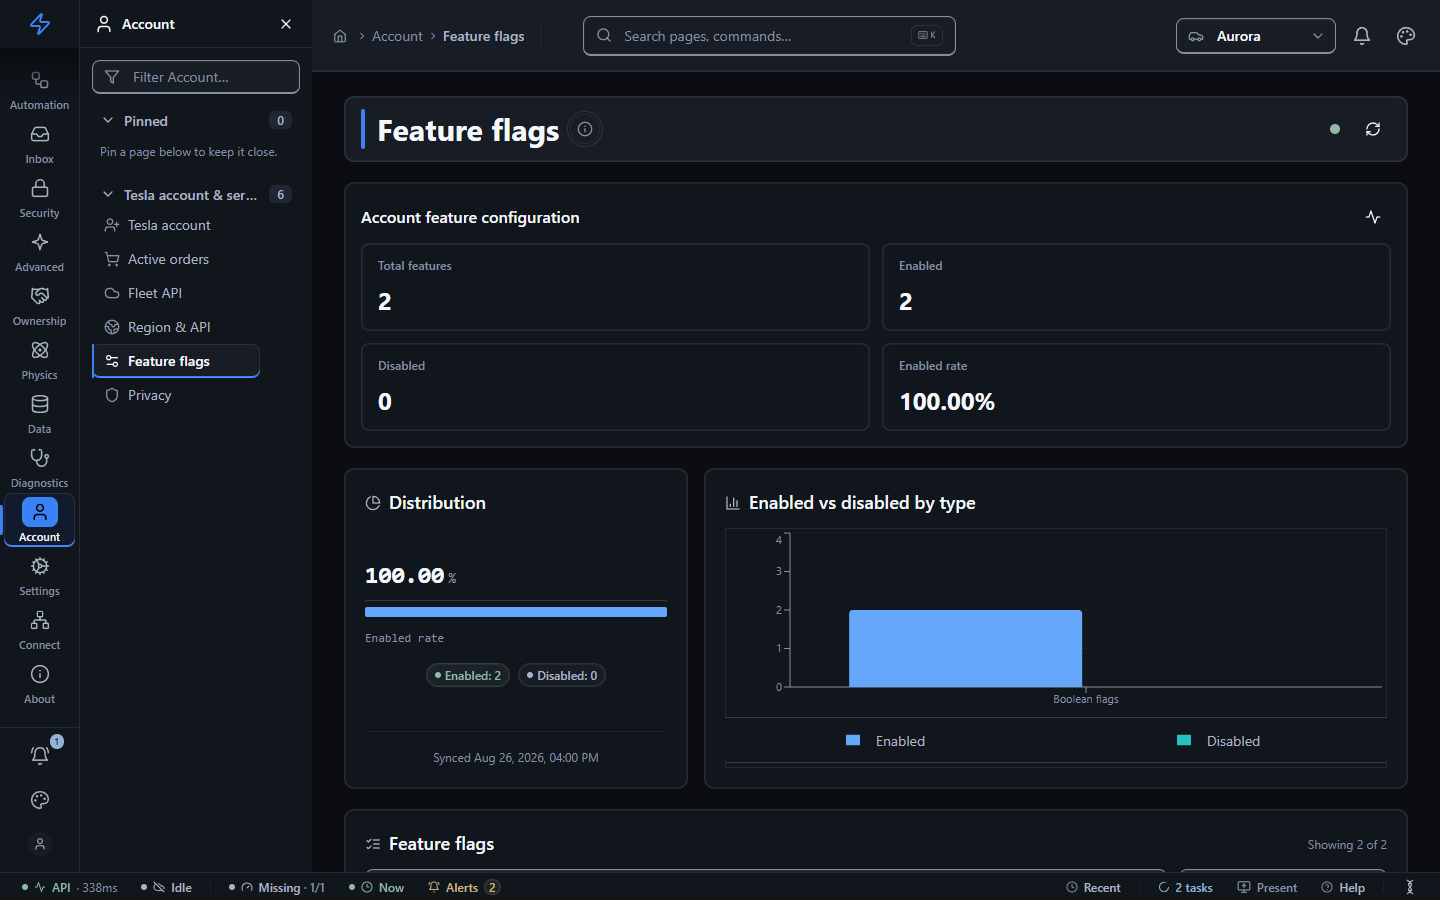 Account
Account
Feature flags
Search pages, commands...
K
Aurora
Automation
Inbox
Security
Advanced
Ownership
Physics
Data
Diagnostics
Account
Settings
Connect
About
1
Filter Account...
Pinned
0
Pin a page below to keep it close.
Tesla account & ser...
6
Tesla account
Active orders
Fleet API
Region & API
Feature flags
Privacy
Feature flags
Account feature configuration
Total features
2
Enabled
2
Disabled
0
Enabled rate
100.00%
Distribution
100.00 %
Enabled rate
Enabled: 2
Disabled: 0
Synced Aug 26, 2026, 04:00 PM
Enabled vs disabled by type
4
3
2
1
0
Boolean flags
Enabled
Disabled
Feature flags
Showing 2 of 2
API · 338ms
Idle
Missing · 1/1
Now
Alerts 2
Recent
2 tasks
Present
Help